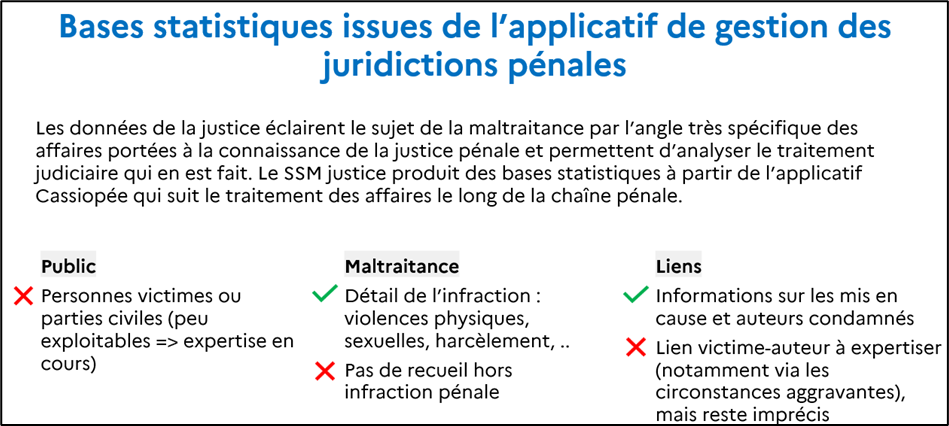 Bases statistiques issues de l’applicatif de gestion des
juridictions pénales
Les données de la justice éclairent le sujet de la maltraitance par l’angle très spécifique des
affaires portées à la connaissance de la justice pénale et permettent d’analyser le traitement
judiciaire qui en est fait. Le SSM justice produit des bases statistiques à partir de l’applicatif
Cassiopée qui suit le traitement des affaires le long de la chaîne pénale.
Public
Personnes victimes ou
parties civiles (peu
exploitables => expertise en
cours)
Maltraitance
Détail de l’infraction :
violences physiques,
sexuelles, harcèlement, ..
Pas de recueil hors
infraction pénale
Liens
Informations sur les mis en
cause et auteurs condamnés
Lien victime-auteur à expertiser
(notamment via les
circonstances aggravantes),
mais reste imprécis